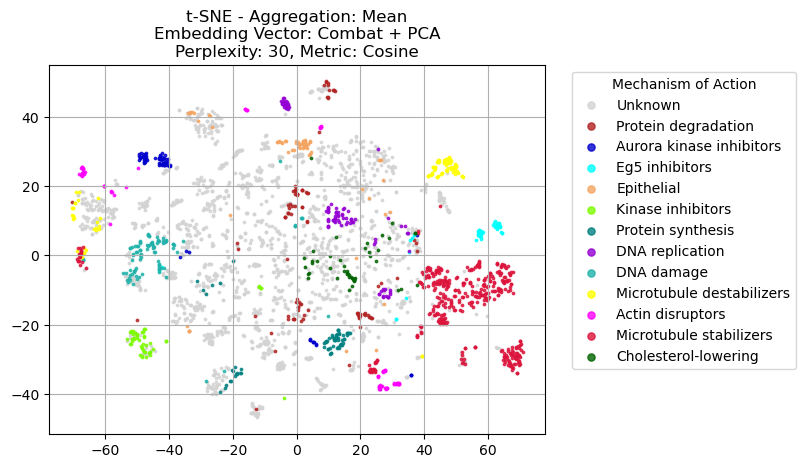 t-SNE - Aggregation: Mean
Embedding Vector: Combat + PCA
Perplexity: 30, Metric: Cosine
Mechanism of Action
Unknown
Protein degradation
Aurora kinase inhibitors
Eg5 inhibitors
Epithelial
Kinase inhibitors
Protein synthesis
DNA replication
DNA damage
Microtubule destabilizers
Actin disruptors
Microtubule stabilizers
Cholesterol-lowering
40
20
0
−20
−40
−60 −40 −20 0 20 40 60